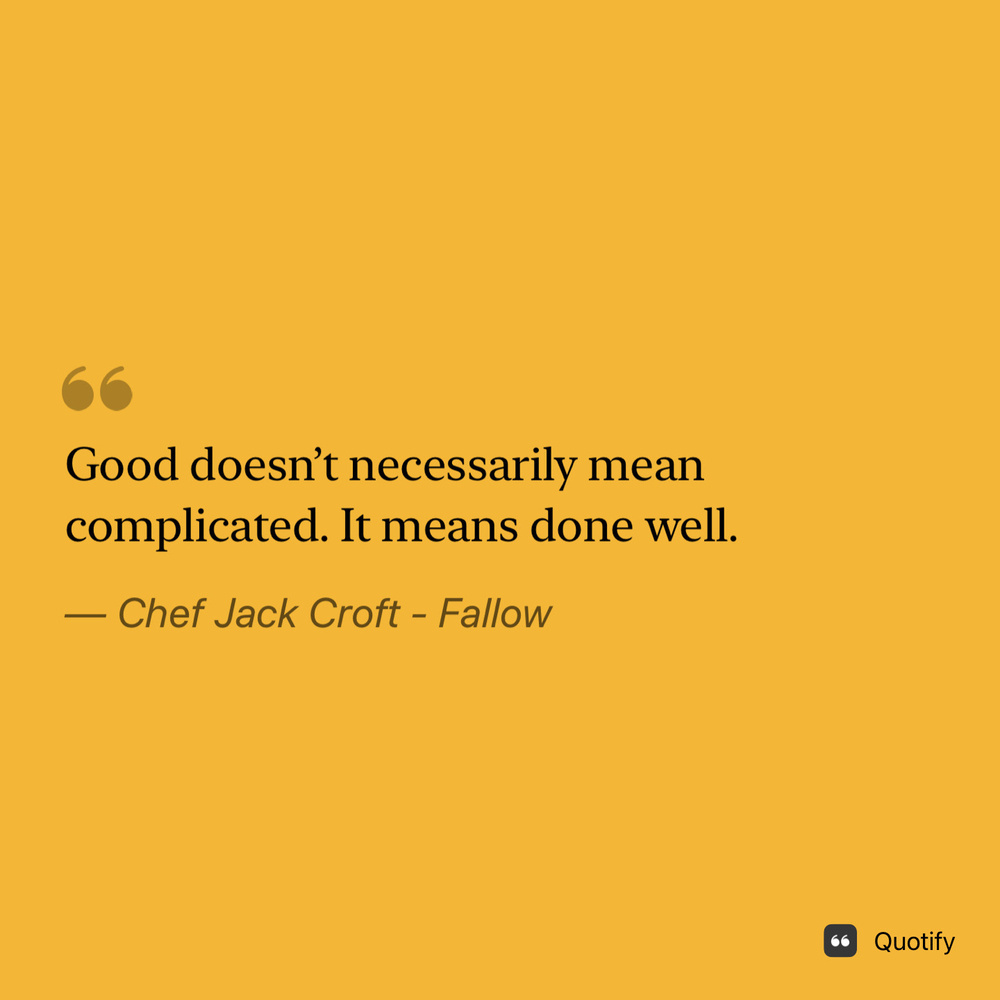 “
Good doesn’t necessarily mean
complicated. It means done well.
— Chef Jack Croft - Fallow
“ Quotify